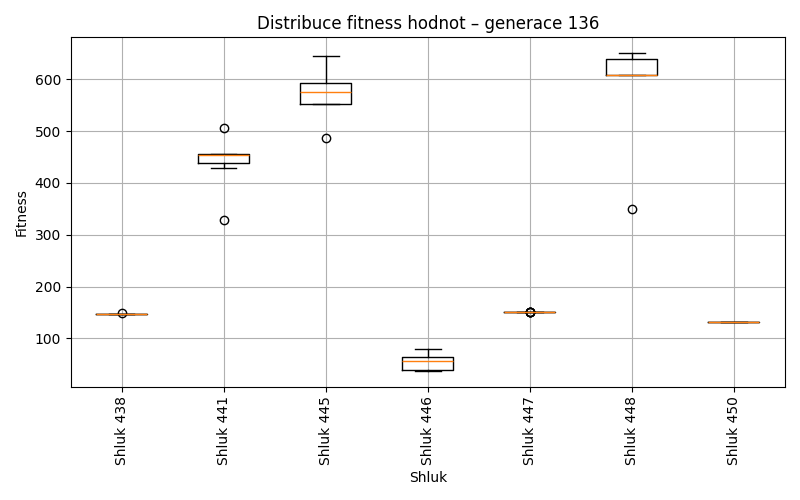 Distribuce fitness hodnot – generace 136
Fitness
600
500
400
300
200
100
Shluk 438
Shluk 441
Shluk 445
Shluk 446
Shluk 447
Shluk 448
Shluk 450
Shluk